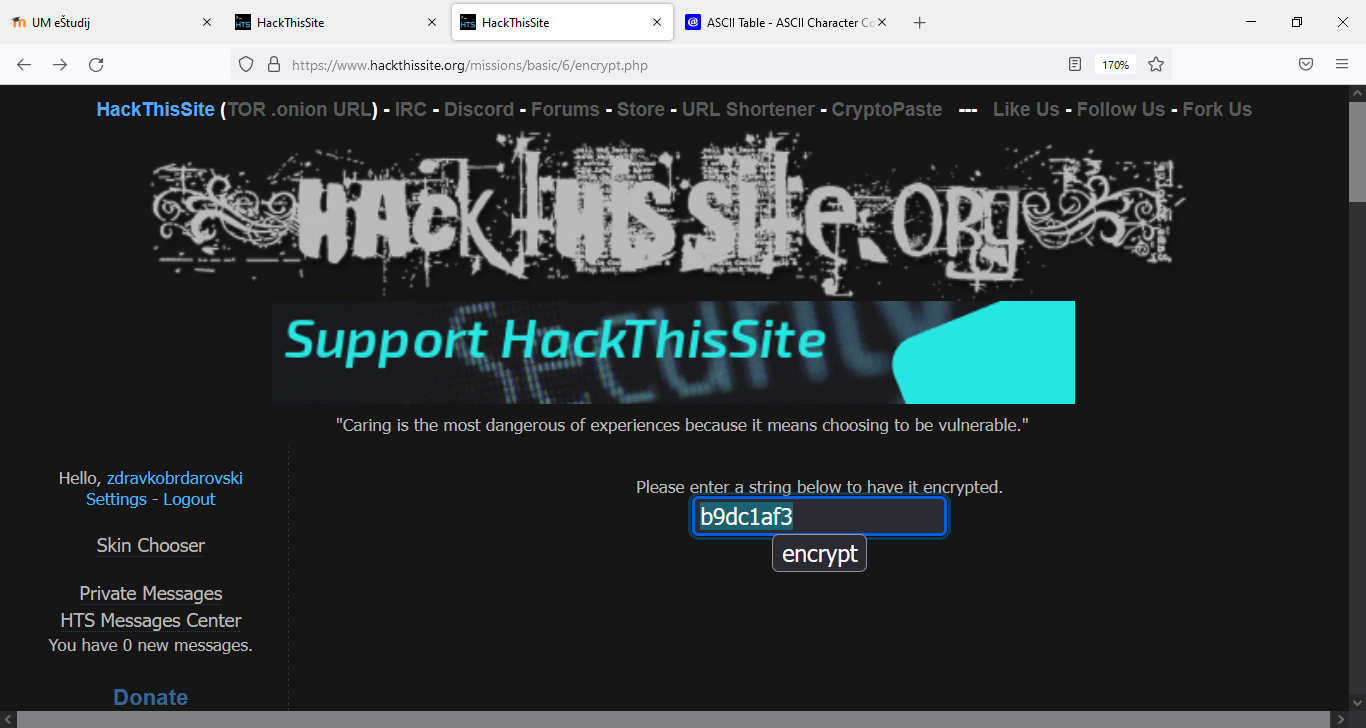 UM eŠtudij
HackThisSite
HackThisSite
ASCII Table - ASCII Character Co
https://www.hackthissite.org/missions/basic/6/encrypt.php
170%
HackThisSite (TOR .onion URL) - IRC - Discord - Forums - Store - URL Shortener - CryptoPaste --- Like Us - Follow Us - Fork Us
HACkthisSite.ORg
Security
Support HackThisSite
"Caring is the most dangerous of experiences because it means choosing to be vulnerable."
Hello, zdravkobrdarovski
Settings - Logout
Skin Chooser
Private Messages
HTS Messages Center
You have 0 new messages.
Donate
Please enter a string below to have it encrypted.
b9dc1af3
encrypt